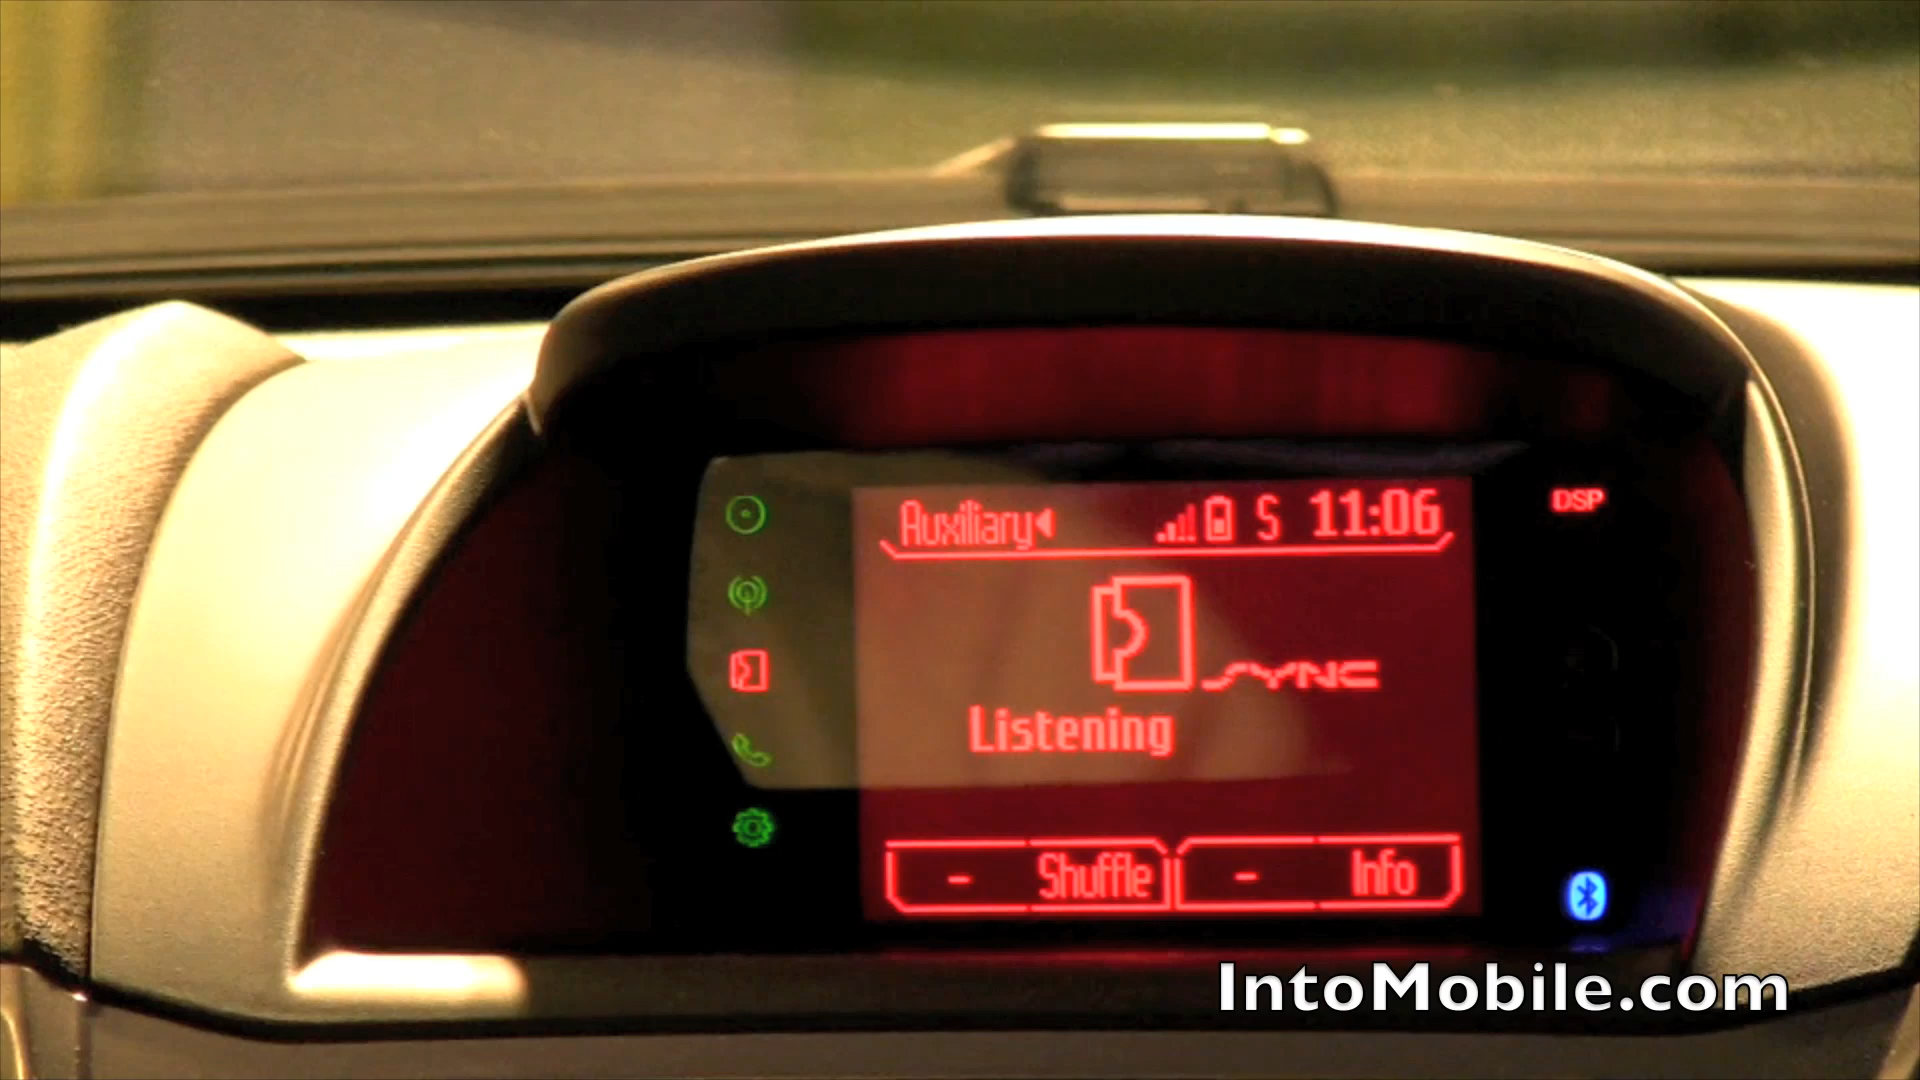 Auxiliary S 11:06
DSP
SYNC
Listening
- Shuffle - Info
IntoMobile.com